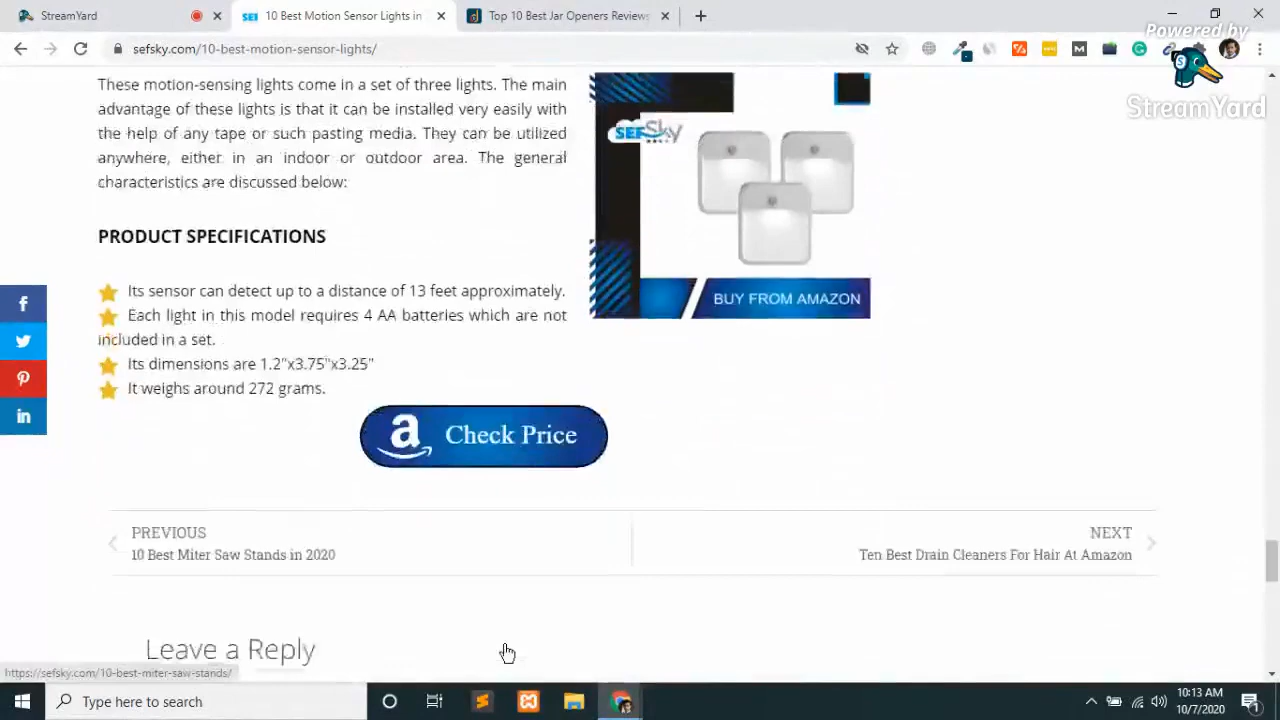 StreamYard
10 Best Motion Sensor Lights in
Top 10 Best Jar Openers Reviews
sefsky.com/10-best-motion-sensor-lights/
Powered by
StreamYard
These motion-sensing lights come in a set of three lights. The main
advantage of these lights is that it can be installed very easily with
the help of any tape or such pasting media. They can be utilized
anywhere, either in an indoor or outdoor area. The general
characteristics are discussed below:
SEFSky
BUY FROM AMAZON
PRODUCT SPECIFICATIONS
Its sensor can detect up to a distance of 13 feet approximately.
Each light in this model requires 4 AA batteries which are not
included in a set.
Its dimensions are 1.2"x3.75"x3.25"
It weighs around 272 grams.
a Check Price
PREVIOUS
10 Best Miter Saw Stands in 2020
NEXT
Ten Best Drain Cleaners For Hair At Amazon
Leave a Reply
https://sefsky.com/10-best-miter-saw-stands/
Type here to search
10:13 AM
10/7/2020